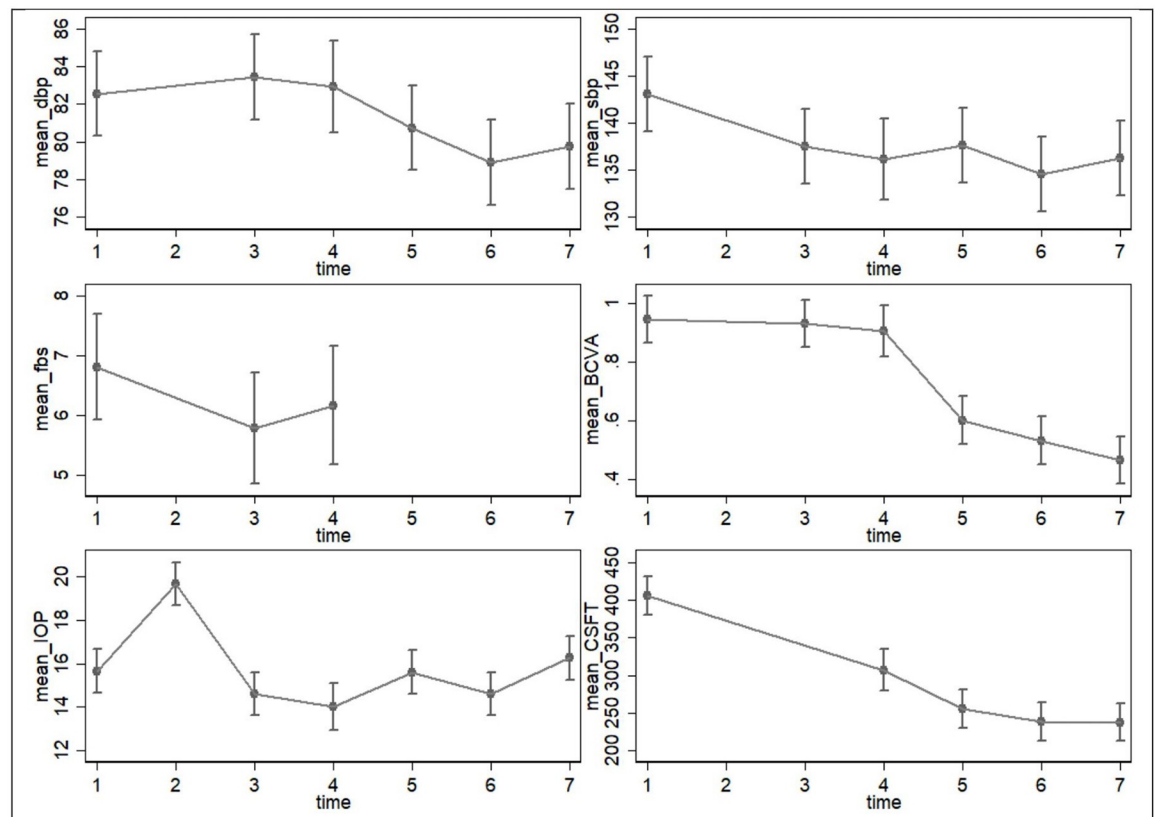 mean_dbp
86
84
82
80
78
76
1 2 3 4 5 6 7
time
mean_sbp
150
145
140
135
130
1 2 3 4 5 6 7
time
mean_fbs
8
7
6
5
1 2 3 4 5 6 7
time
mean_BCVA
1
.8
.6
.4
1 2 3 4 5 6 7
time
mean_IOP
20
18
16
14
12
1 2 3 4 5 6 7
time
mean_CSFT
450
400
350
300
250
200
1 2 3 4 5 6 7
time